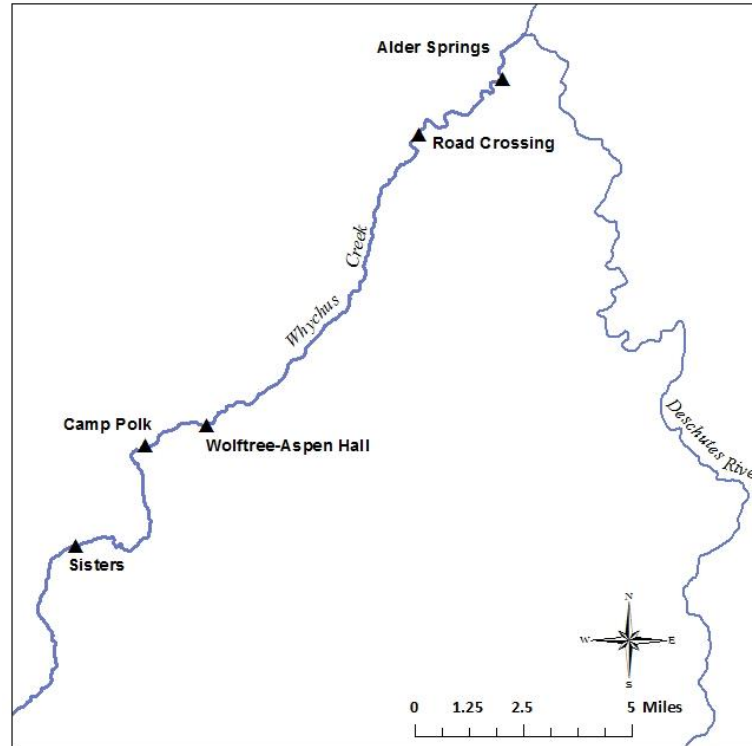 Alder Springs
Road Crossing
Creek
Whychus
Camp Polk
Wolftree-Aspen Hall
Deschutes River
Sisters
N
W E
S
0 1.25 2.5 5 Miles